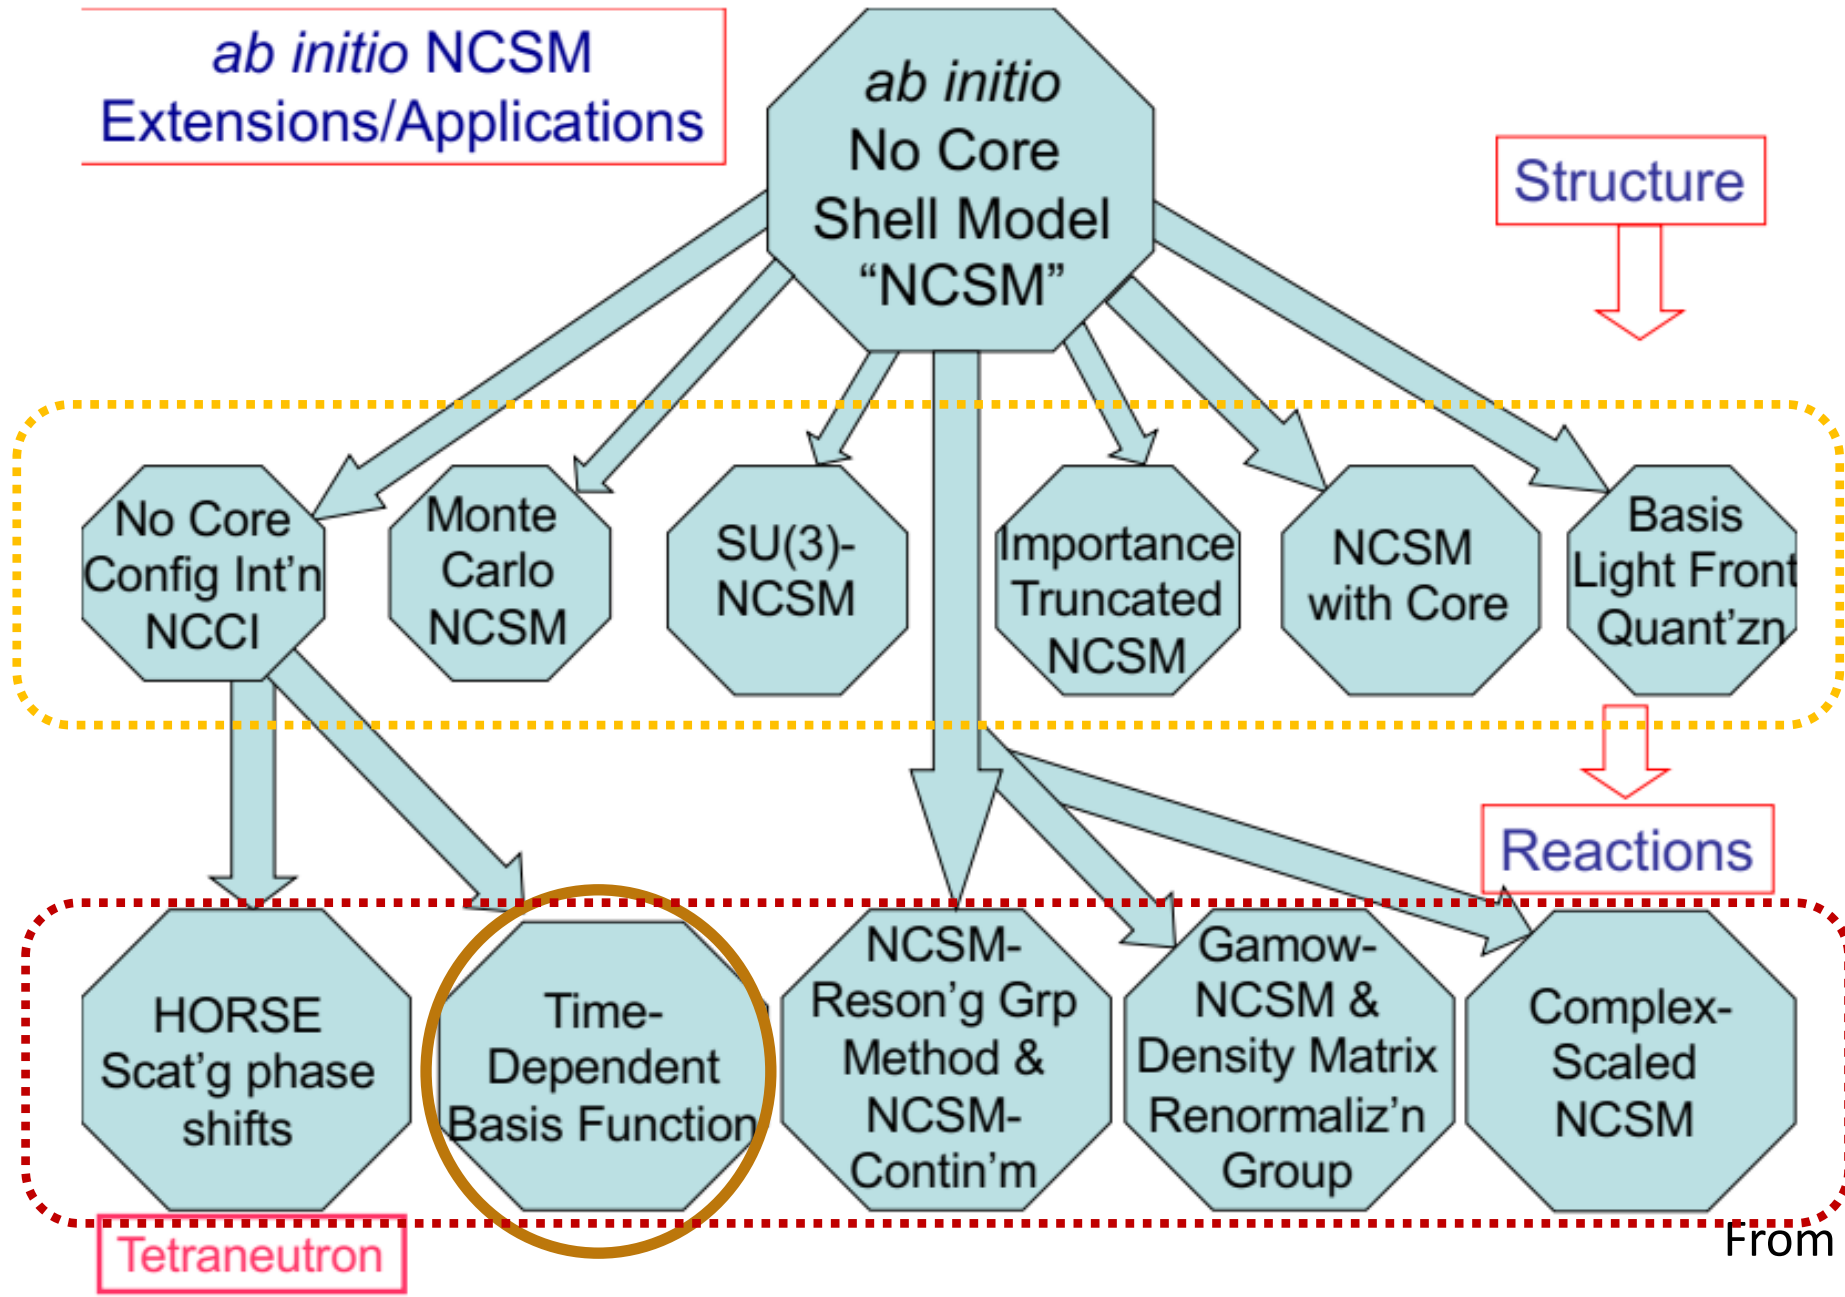 ab initio NCSM
Extensions/Applications
ab initio
No Core
Shell Model
“NCSM”
Structure
No Core
Config Int’n
NCCI
Monte
Carlo
NCSM
SU(3)-
NCSM
Importance
Truncated
NCSM
NCSM
with Core
Basis
Light Front
Quant’zn
Reactions
HORSE
Scat’g phase
shifts
Time-
Dependent
Basis Function
NCSM-
Reson’g Grp
Method &
NCSM-
Contin’m
Gamow-
NCSM &
Density Matrix
Renormaliz’n
Group
Complex-
Scaled
NCSM
Tetraneutron
From